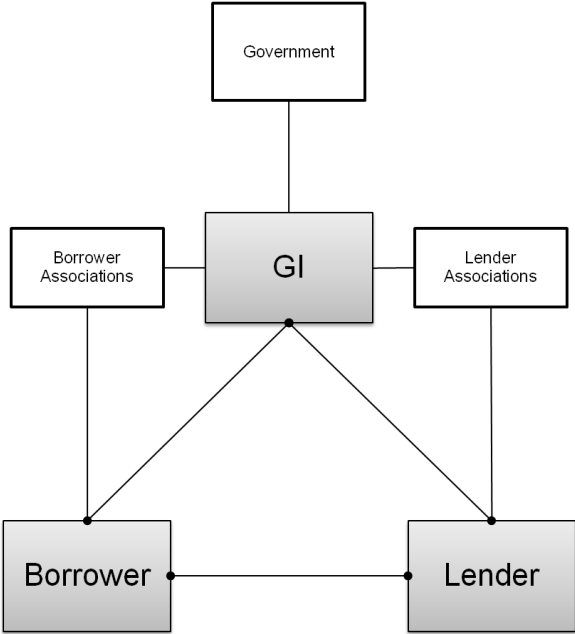 Government
Borrower
Associations
GI
Lender
Associations
Borrower
Lender